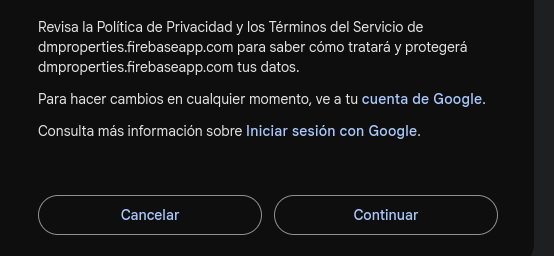 Revisa la Política de Privacidad y los Términos del Servicio de
dmproperties.firebaseapp.com para saber cómo tratará y protegerá
dmproperties.firebaseapp.com tus datos.
Para hacer cambios en cualquier momento, ve a tu cuenta de Google.
Consulta más información sobre Iniciar sesión con Google.
Cancelar
Continuar